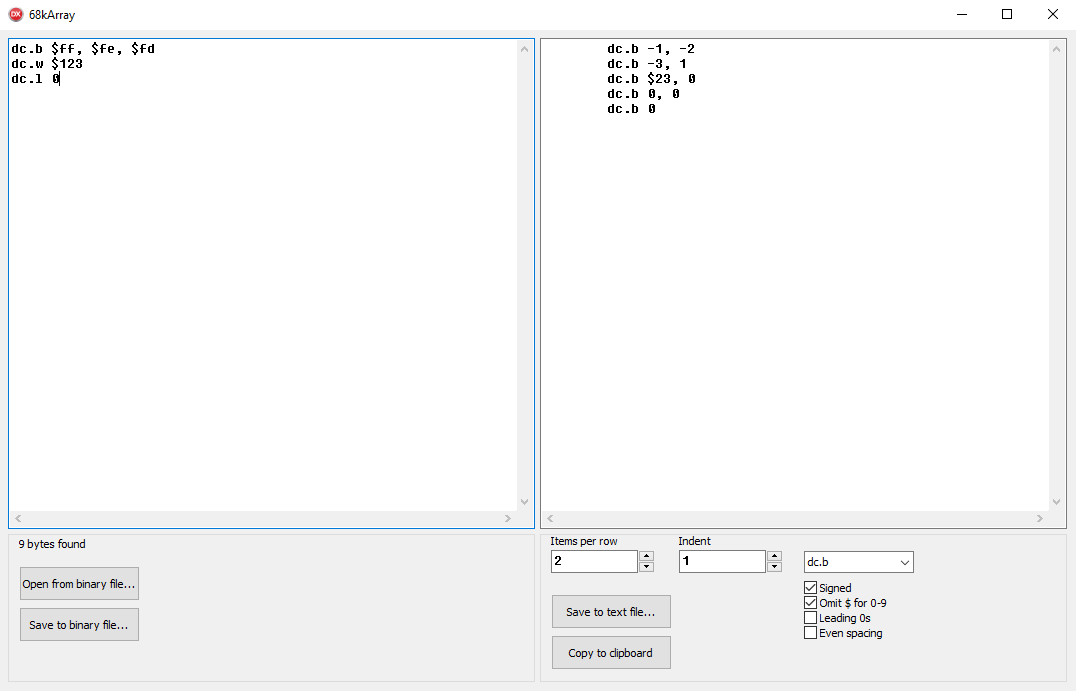 68kArray
dc.b $ff, $fe, $fd
dc.w $123
dc.l 0
dc.b -1, -2
dc.b -3, 1
dc.b $23, 0
dc.b 0, 0
dc.b 0
9 bytes found
Open from binary file...
Save to binary file...
Items per row
2
Indent
1
dc.b
Save to text file...
Copy to clipboard
Signed
Omit $ for 0-9
Leading 0s
Even spacing